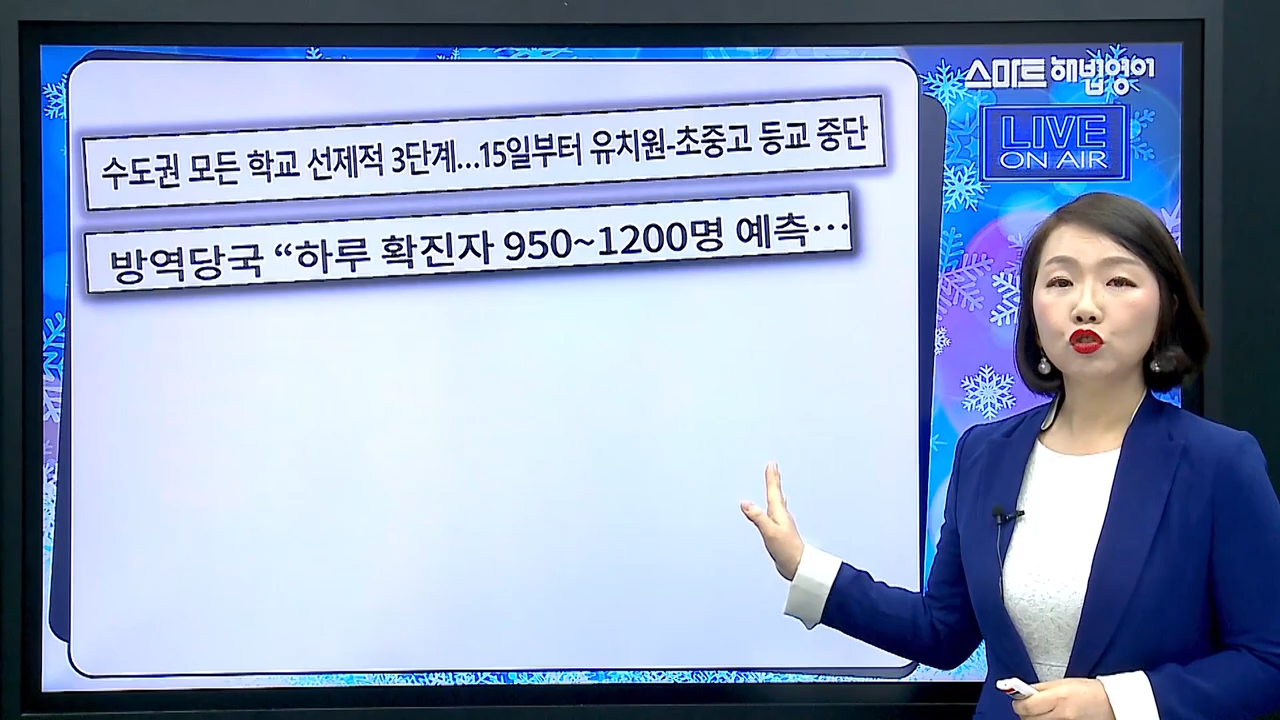 스마트해법영어
LIVE
ON AIR
수도권 모든 학교 선제적 3단계...15일부터 유치원-초중고 등교 중단
방역당국 “하루 확진자 950~1200명 예측…